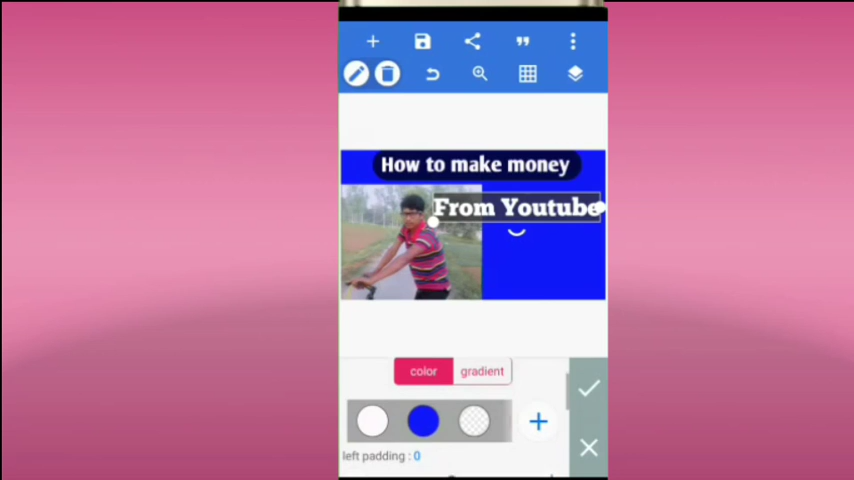 How to make money
From Youtube
color gradient
left padding : 0